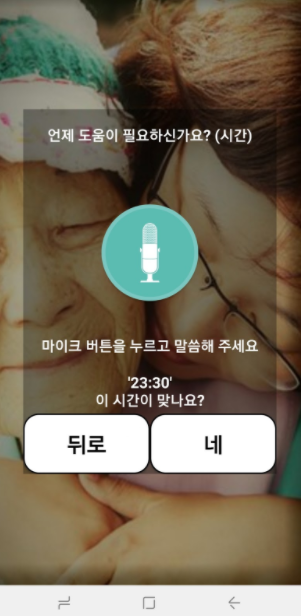 언제 도움이 필요하신가요? (시간)
마이크 버튼을 누르고 말씀해 주세요
'23:30'
이 시간이 맞나요?
뒤로 네